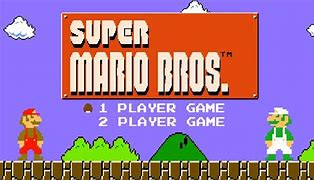 SUPER
MARIO BROS.™
1 PLAYER GAME
2 PLAYER GAME